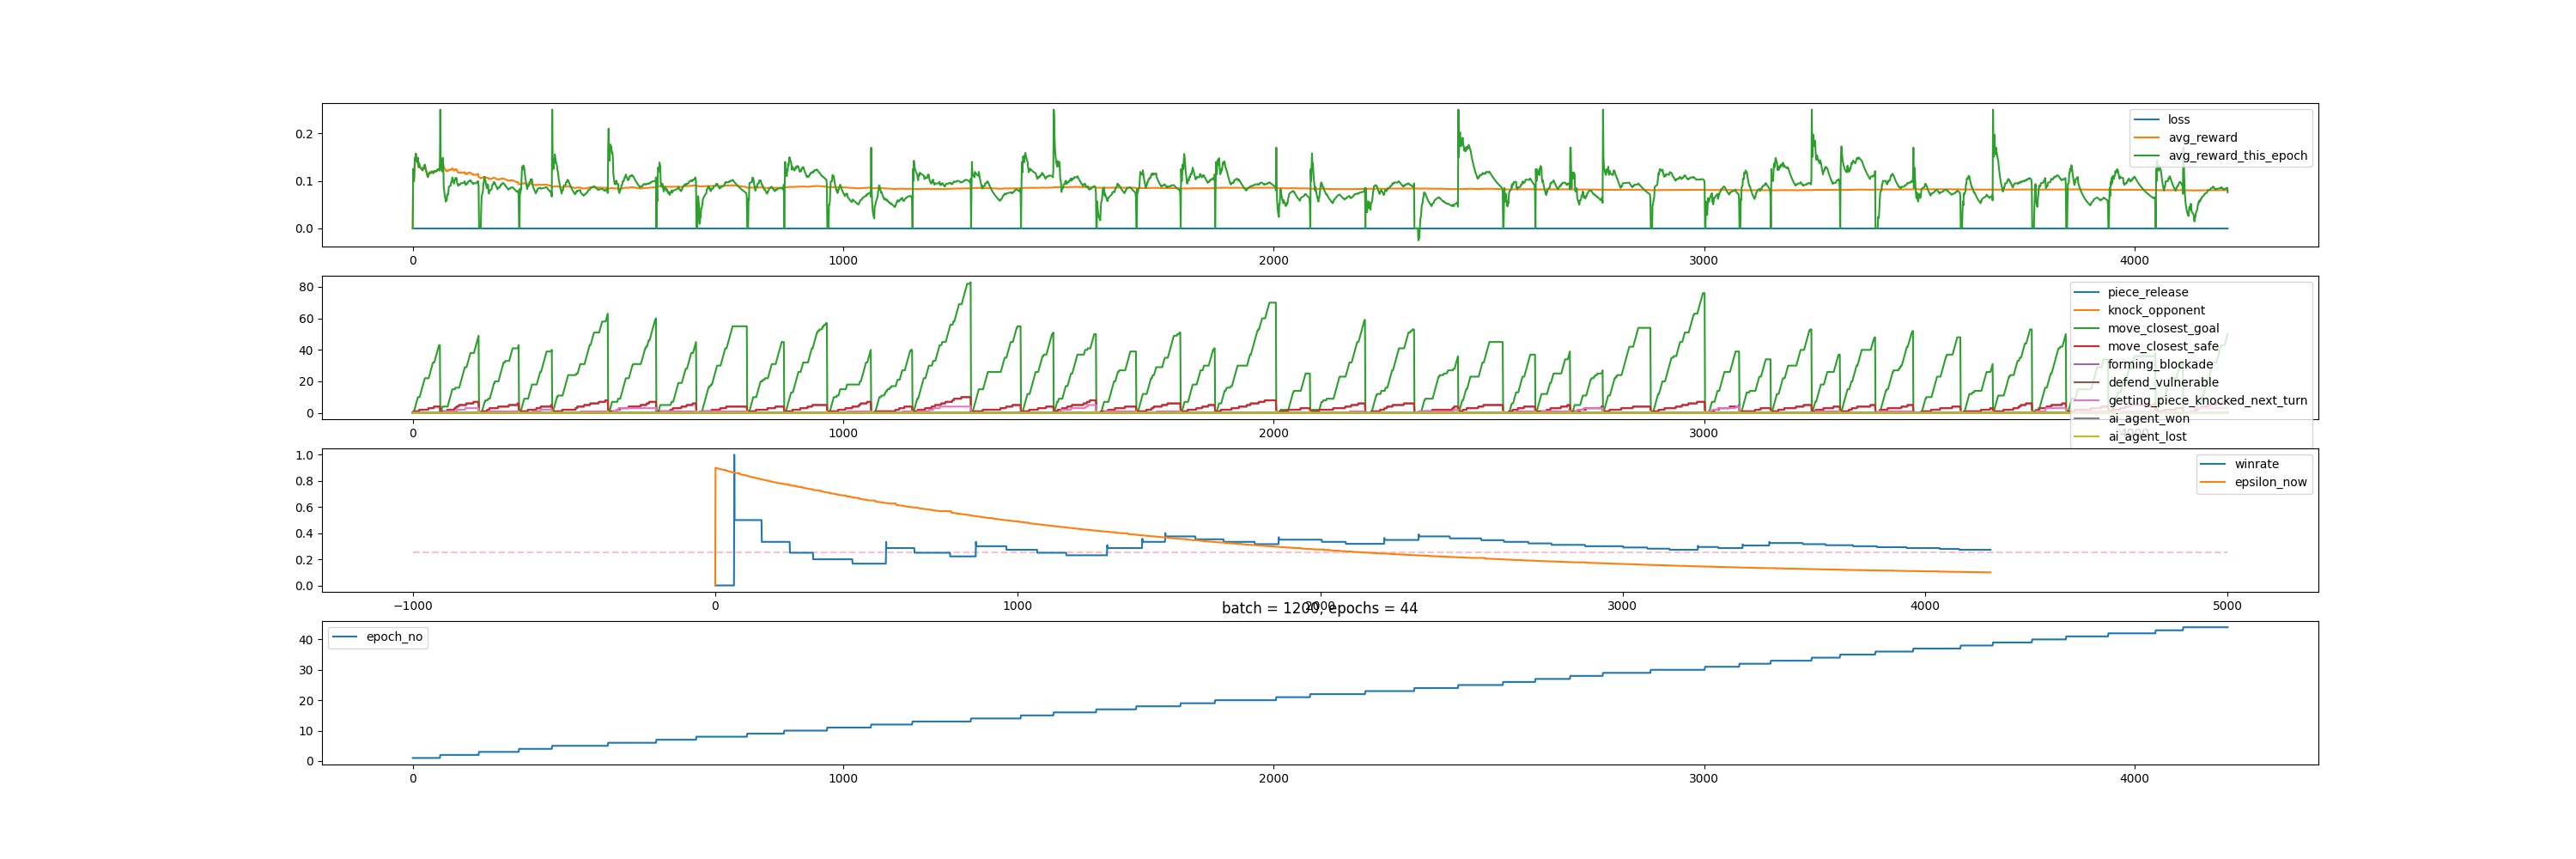 0.2
0.1
0.0
loss
avg_reward
avg_reward_this_epoch
0 1000 2000 3000 4000
80
60
40
20
0
piece_release
knock_opponent
move_closest_goal
move_closest_safe
forming_blockade
defend_vulnerable
getting_piece_knocked_next_turn
ai_agent_won
ai_agent_lost
0 1000 2000 3000 4000
1.0
0.8
0.6
0.4
0.2
0.0
winrate
epsilon_now
−1000 0 1000 2000 3000 4000 5000
batch = 1200, epochs = 44
40
30
20
10
0
epoch_no
0 1000 2000 3000 4000